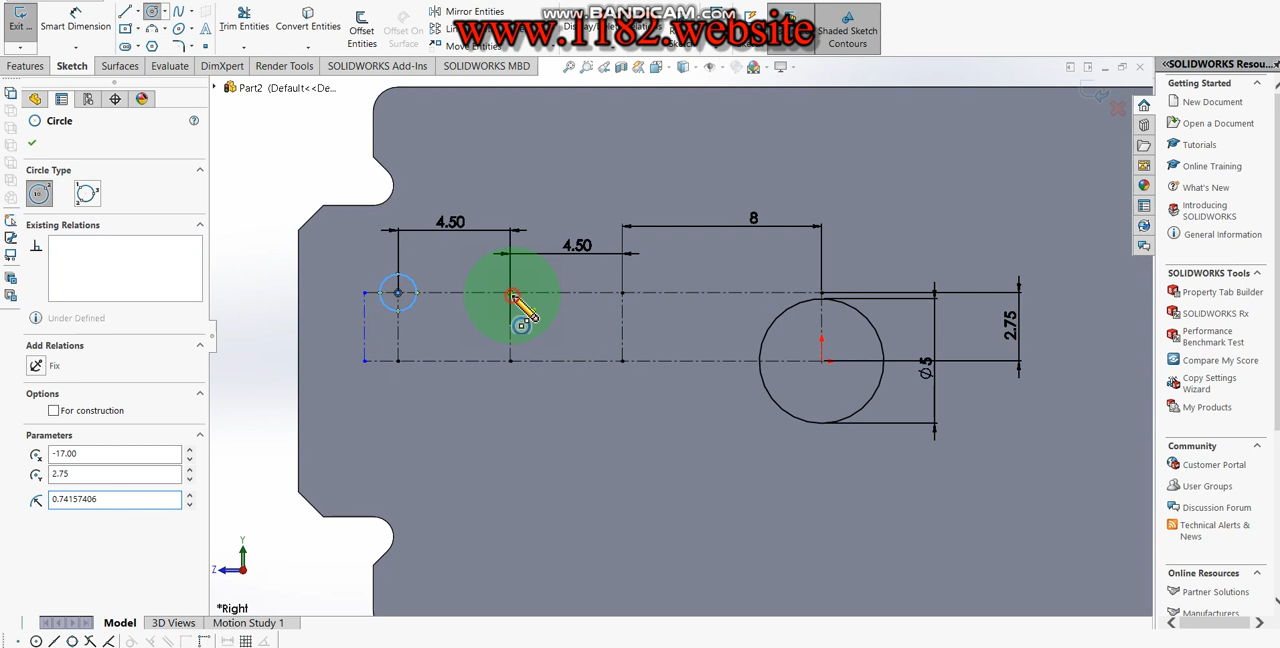 www.BANDICAM.com
www.1182.website
Exit ...
Smart Dimension
Trim Entities
Convert Entities
Offset Entities
Offset On Surface
Mirror Entities
Move Entities
Shaded Sketch Contours
Features
Sketch
Surfaces
Evaluate
DimXpert
Render Tools
SOLIDWORKS Add-Ins
SOLIDWORKS MBD
SOLIDWORKS Resou...
Part2 (Default<<De...
Circle
Circle Type
Existing Relations
Under Defined
Add Relations
Fix
Options
For construction
Parameters
-17.00
2.75
0.74157406
4.50
4.50
8
2.75
Ø5
Y
Z
*Right
Getting Started
New Document
Open a Document
Tutorials
Online Training
What's New
Introducing SOLIDWORKS
General Information
SOLIDWORKS Tools
Property Tab Builder
SOLIDWORKS Rx
Performance Benchmark Test
Compare My Score
Copy Settings Wizard
My Products
Community
Customer Portal
User Groups
Discussion Forum
Technical Alerts & News
Online Resources
Partner Solutions
Manufacturers
Model
3D Views
Motion Study 1